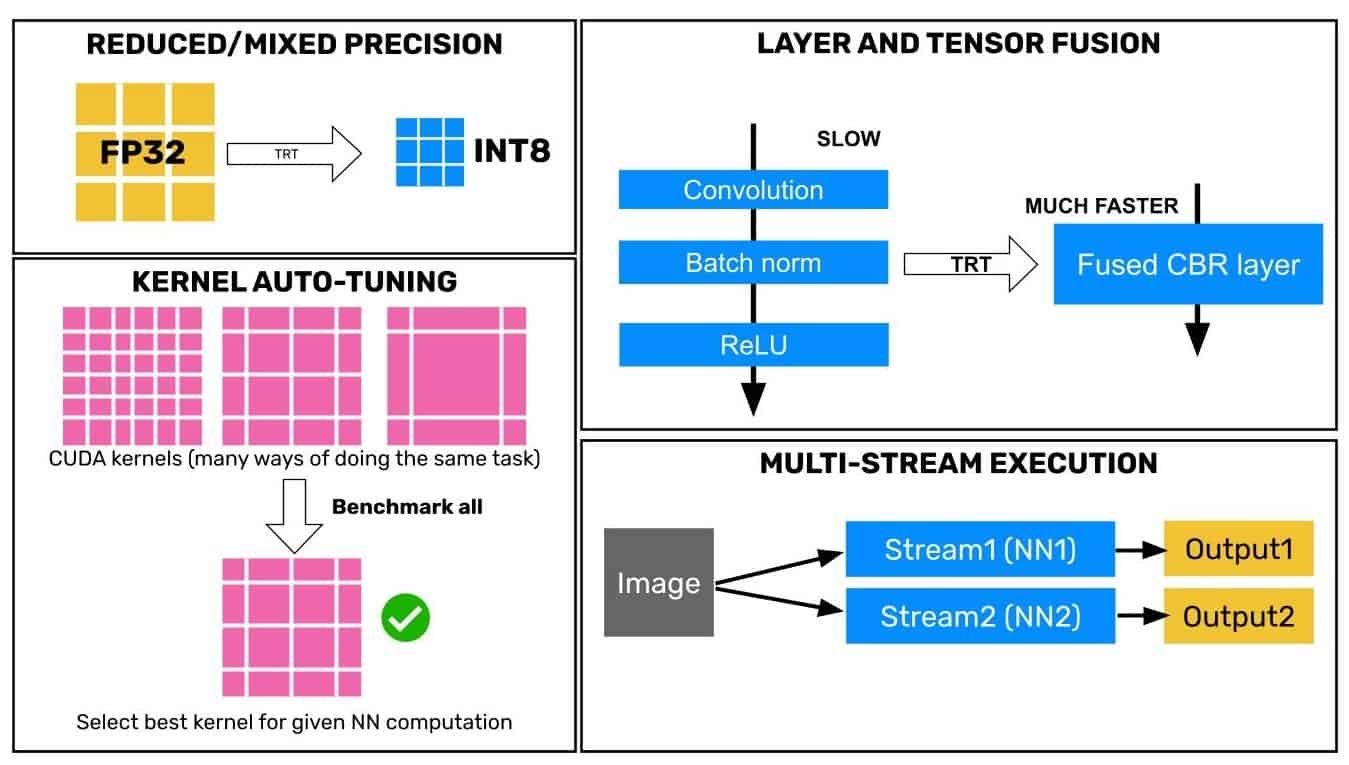 REDUCED/MIXED PRECISION
FP32
TRT
INT8
KERNEL AUTO-TUNING
CUDA kernels (many ways of doing the same task)
Benchmark all
Select best kernel for given NN computation
LAYER AND TENSOR FUSION
SLOW
Convolution
Batch norm
ReLU
TRT
MUCH FASTER
Fused CBR layer
MULTI-STREAM EXECUTION
Image
Stream1 (NN1)
Output1
Stream2 (NN2)
Output2